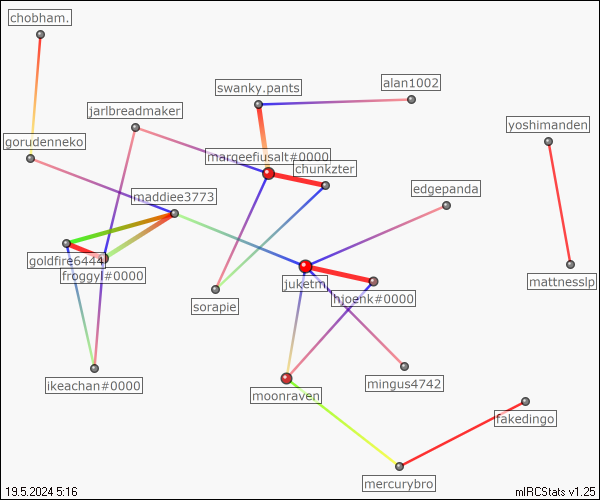 chobham.
alan1002
swanky.pants
jarlbreadmaker
yoshimanden
gorudenneko
marqeefiusalt#0000
chunkzter
edgepanda
maddiee3773
goldfire6444
froggyl#0000
juketm
mattnesslp
hjoenk#0000
sorapie
ikeachan#0000
mingus4742
moonraven
fakedingo
mercurybro
19.5.2024 5:16
mIRCStats v1.25